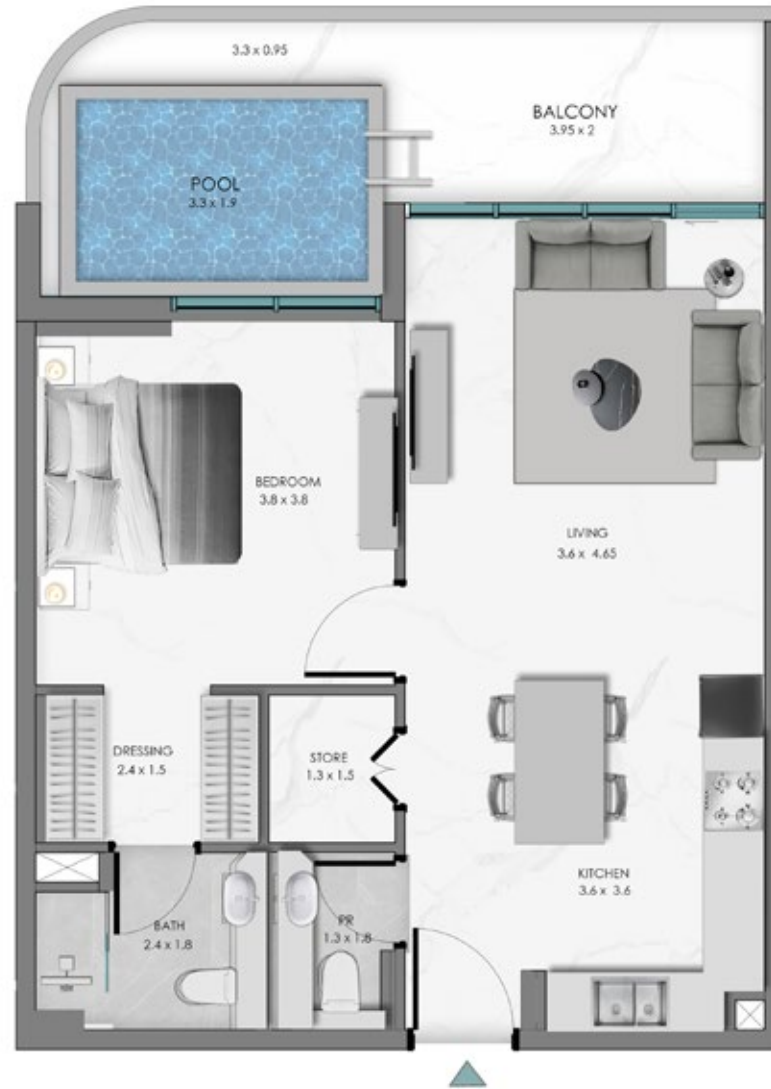 3.3 x 0.95
BALCONY
3.95 x 2
POOL
3.3 x 1.9
BEDROOM
3.8 x 3.8
LIVING
3.6 x 4.65
DRESSING
2.4 x 1.5
STORE
1.3 x 1.5
KITCHEN
3.6 x 3.6
BATH
2.4 x 1.8
PR
1.3 x 1.8